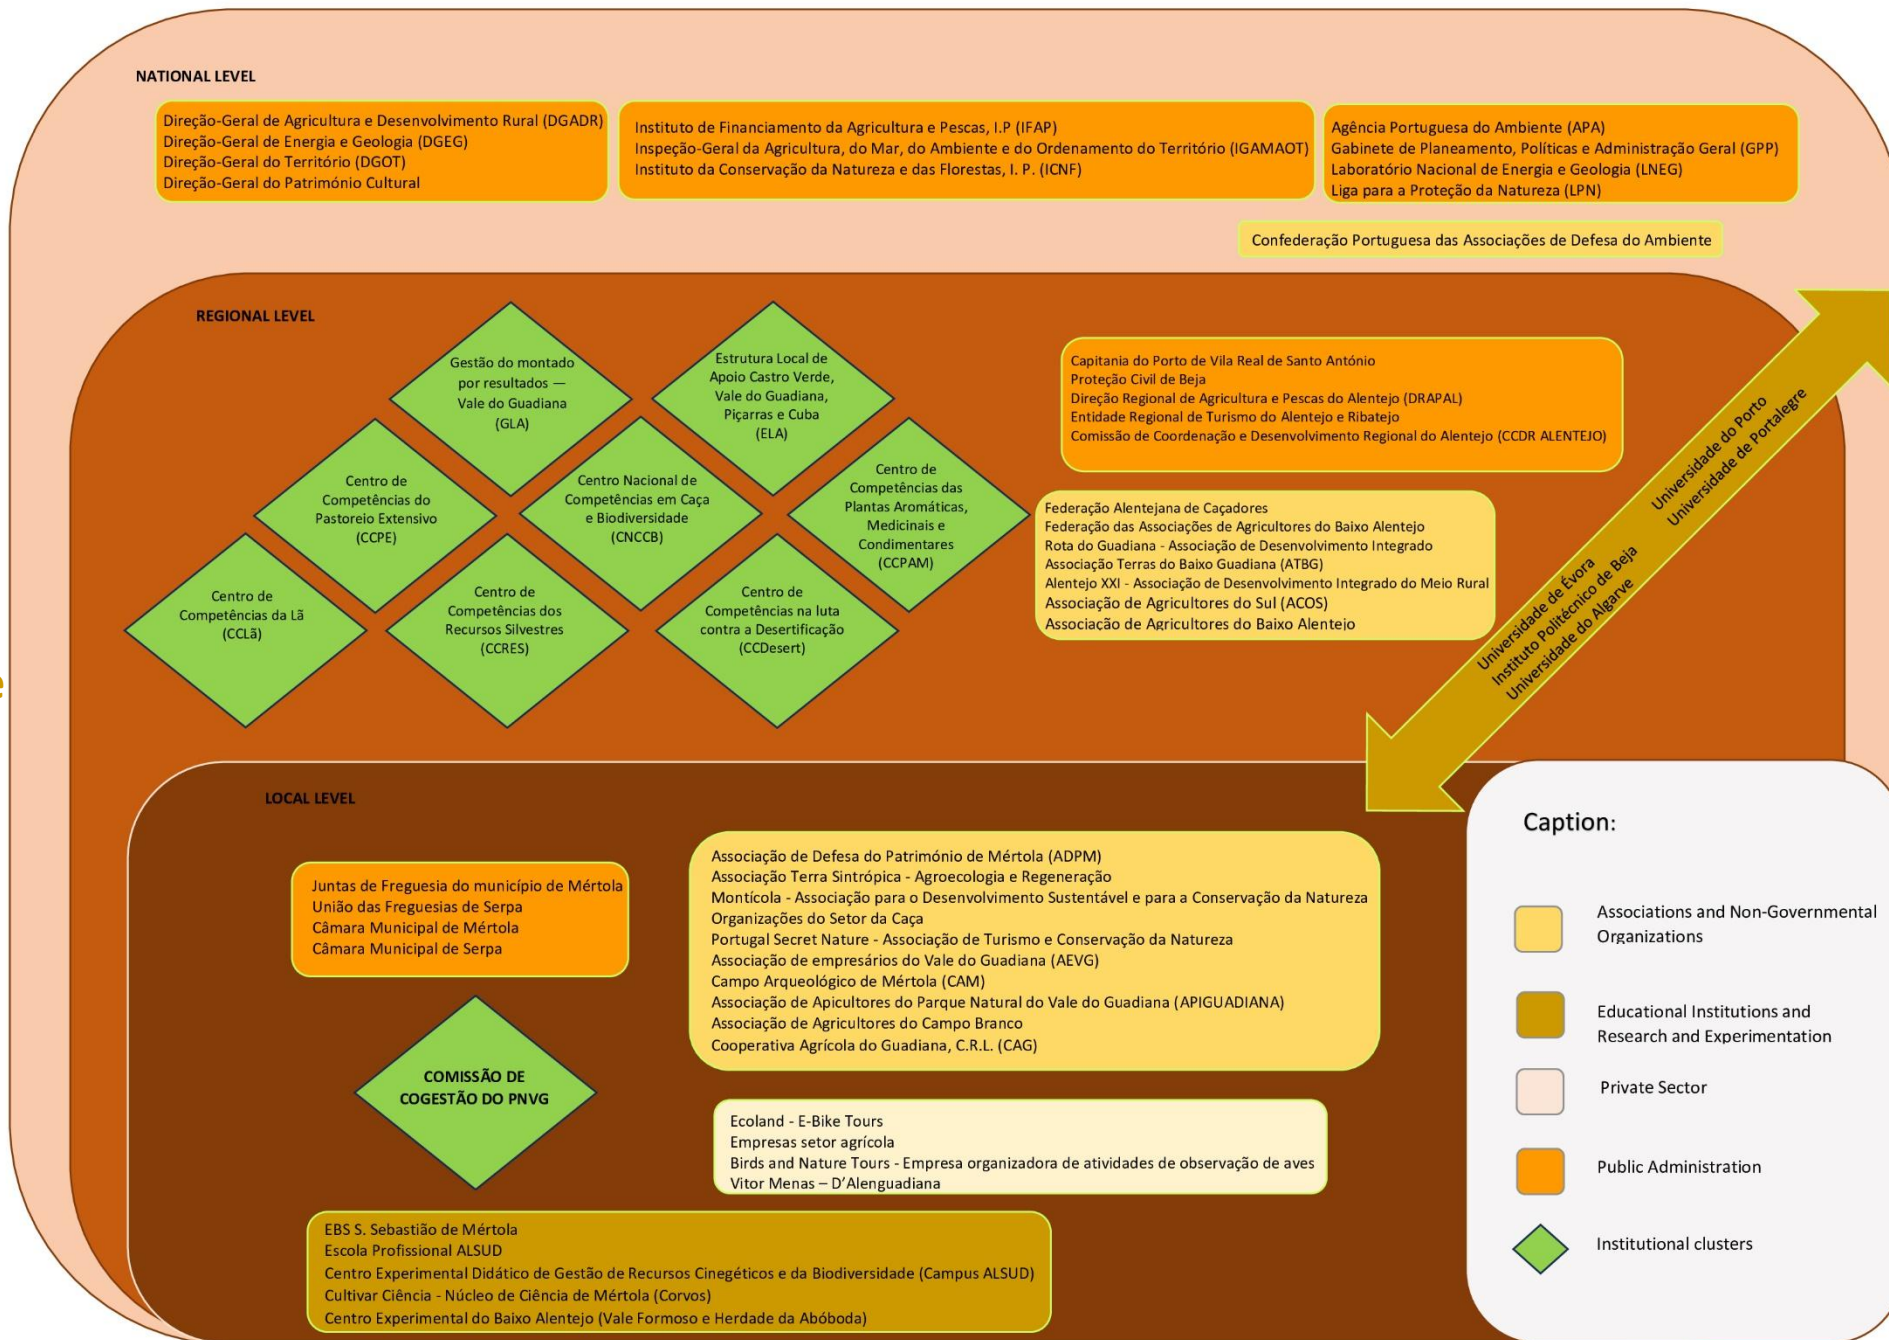 NATIONAL LEVEL
Direção-Geral de Agricultura e Desenvolvimento Rural (DGADR)
Direção-Geral de Energia e Geologia (DGEG)
Direção-Geral do Território (DGOT)
Direção-Geral do Património Cultural
Instituto de Financiamento da Agricultura e Pescas, I.P (IFAP)
Inspeção-Geral da Agricultura, do Mar, do Ambiente e do Ordenamento do Território (IGAMAOT)
Instituto da Conservação da Natureza e das Florestas, I. P. (ICNF)
Agência Portuguesa do Ambiente (APA)
Gabinete de Planeamento, Políticas e Administração Geral (GPP)
Laboratório Nacional de Energia e Geologia (LNEG)
Liga para a Proteção da Natureza (LPN)
Confederação Portuguesa das Associações de Defesa do Ambiente
REGIONAL LEVEL
Gestão do montado
por resultados —
Vale do Guadiana
(GLA)
Estrutura Local de
Apoio Castro Verde,
Vale do Guadiana,
Piçarras e Cuba
(ELA)
Centro de
Competências do
Pastoreio Extensivo
(CCPE)
Centro Nacional de
Competências em Caça
e Biodiversidade
(CNCCB)
Centro de
Competências das
Plantas Aromáticas,
Medicinais e
Condimentares
(CCPAM)
Centro de
Competências da Lã
(CCLã)
Centro de
Competências dos
Recursos Silvestres
(CCRES)
Centro de
Competências na luta
contra a Desertificação
(CCDesert)
Capitania do Porto de Vila Real de Santo António
Proteção Civil de Beja
Direção Regional de Agricultura e Pescas do Alentejo (DRAPAL)
Entidade Regional de Turismo do Alentejo e Ribatejo
Comissão de Coordenação e Desenvolvimento Regional do Alentejo (CCDR ALENTEJO)
Federação Alentejana de Caçadores
Federação das Associações de Agricultores do Baixo Alentejo
Rota do Guadiana - Associação de Desenvolvimento Integrado
Associação Terras do Baixo Guadiana (ATBG)
Alentejo XXI - Associação de Desenvolvimento Integrado do Meio Rural
Associação de Agricultores do Sul (ACOS)
Associação de Agricultores do Baixo Alentejo
Universidade do Porto
Universidade de Portalegre
Universidade de Évora
Instituto Politécnico de Beja
Universidade do Algarve
e
LOCAL LEVEL
Juntas de Freguesia do município de Mértola
União das Freguesias de Serpa
Câmara Municipal de Mértola
Câmara Municipal de Serpa
COMISSÃO DE
COGESTÃO DO PNVG
Associação de Defesa do Património de Mértola (ADPM)
Associação Terra Sintrópica - Agroecologia e Regeneração
Montícola - Associação para o Desenvolvimento Sustentável e para a Conservação da Natureza
Organizações do Setor da Caça
Portugal Secret Nature - Associação de Turismo e Conservação da Natureza
Associação de empresários do Vale do Guadiana (AEVG)
Campo Arqueológico de Mértola (CAM)
Associação de Apicultores do Parque Natural do Vale do Guadiana (APIGUADIANA)
Associação de Agricultores do Campo Branco
Cooperativa Agrícola do Guadiana, C.R.L. (CAG)
Ecoland - E-Bike Tours
Empresas setor agrícola
Birds and Nature Tours - Empresa organizadora de atividades de observação de aves
Vitor Menas – D’Alenguadiana
EBS S. Sebastião de Mértola
Escola Profissional ALSUD
Centro Experimental Didático de Gestão de Recursos Cinegéticos e da Biodiversidade (Campus ALSUD)
Cultivar Ciência - Núcleo de Ciência de Mértola (Corvos)
Centro Experimental do Baixo Alentejo (Vale Formoso e Herdade da Abóboda)
Caption:
Associations and Non-Governmental
Organizations
Educational Institutions and
Research and Experimentation
Private Sector
Public Administration
Institutional clusters